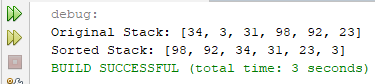 debug:
Original Stack: [34, 3, 31, 98, 92, 23]
Sorted Stack: [98, 92, 34, 31, 23, 3]
BUILD SUCCESSFUL (total time: 3 seconds)